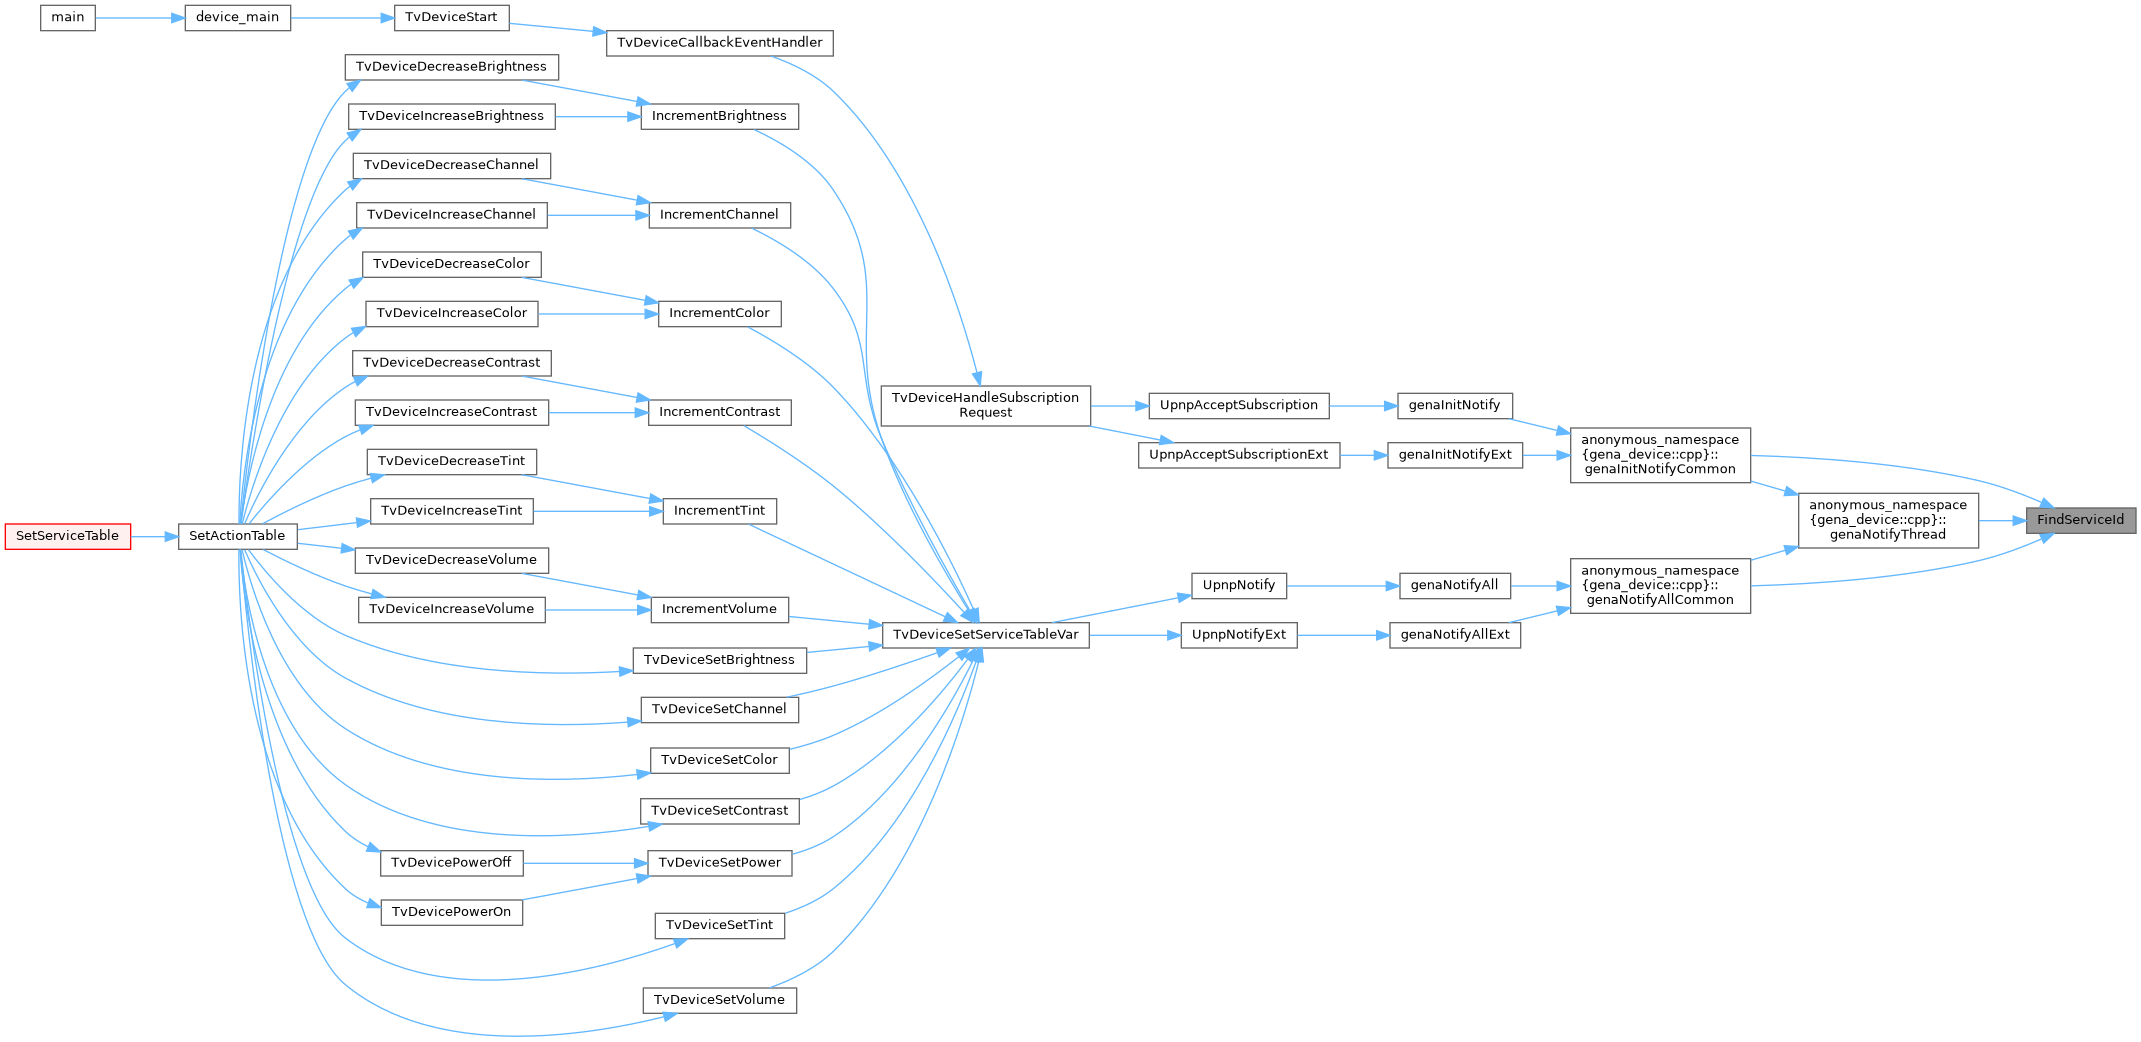 main
device_main
TvDeviceStart
TvDeviceCallbackEventHandler
TvDeviceDecreaseBrightness
TvDeviceIncreaseBrightness
IncrementBrightness
TvDeviceDecreaseChannel
TvDeviceIncreaseChannel
IncrementChannel
TvDeviceDecreaseColor
TvDeviceIncreaseColor
IncrementColor
TvDeviceDecreaseContrast
TvDeviceIncreaseContrast
IncrementContrast
TvDeviceHandleSubscription
Request
UpnpAcceptSubscription
genaInitNotify
UpnpAcceptSubscriptionExt
genaInitNotifyExt
anonymous_namespace
{gena_device::cpp}::
genaInitNotifyCommon
TvDeviceDecreaseTint
TvDeviceIncreaseTint
IncrementTint
anonymous_namespace
{gena_device::cpp}::
genaNotifyThread
FindServiceId
SetServiceTable
SetActionTable
TvDeviceDecreaseVolume
TvDeviceIncreaseVolume
IncrementVolume
UpnpNotify
genaNotifyAll
anonymous_namespace
{gena_device::cpp}::
genaNotifyAllCommon
TvDeviceSetServiceTableVar
UpnpNotifyExt
genaNotifyAllExt
TvDeviceSetBrightness
TvDeviceSetChannel
TvDeviceSetColor
TvDeviceSetContrast
TvDevicePowerOff
TvDeviceSetPower
TvDevicePowerOn
TvDeviceSetTint
TvDeviceSetVolume